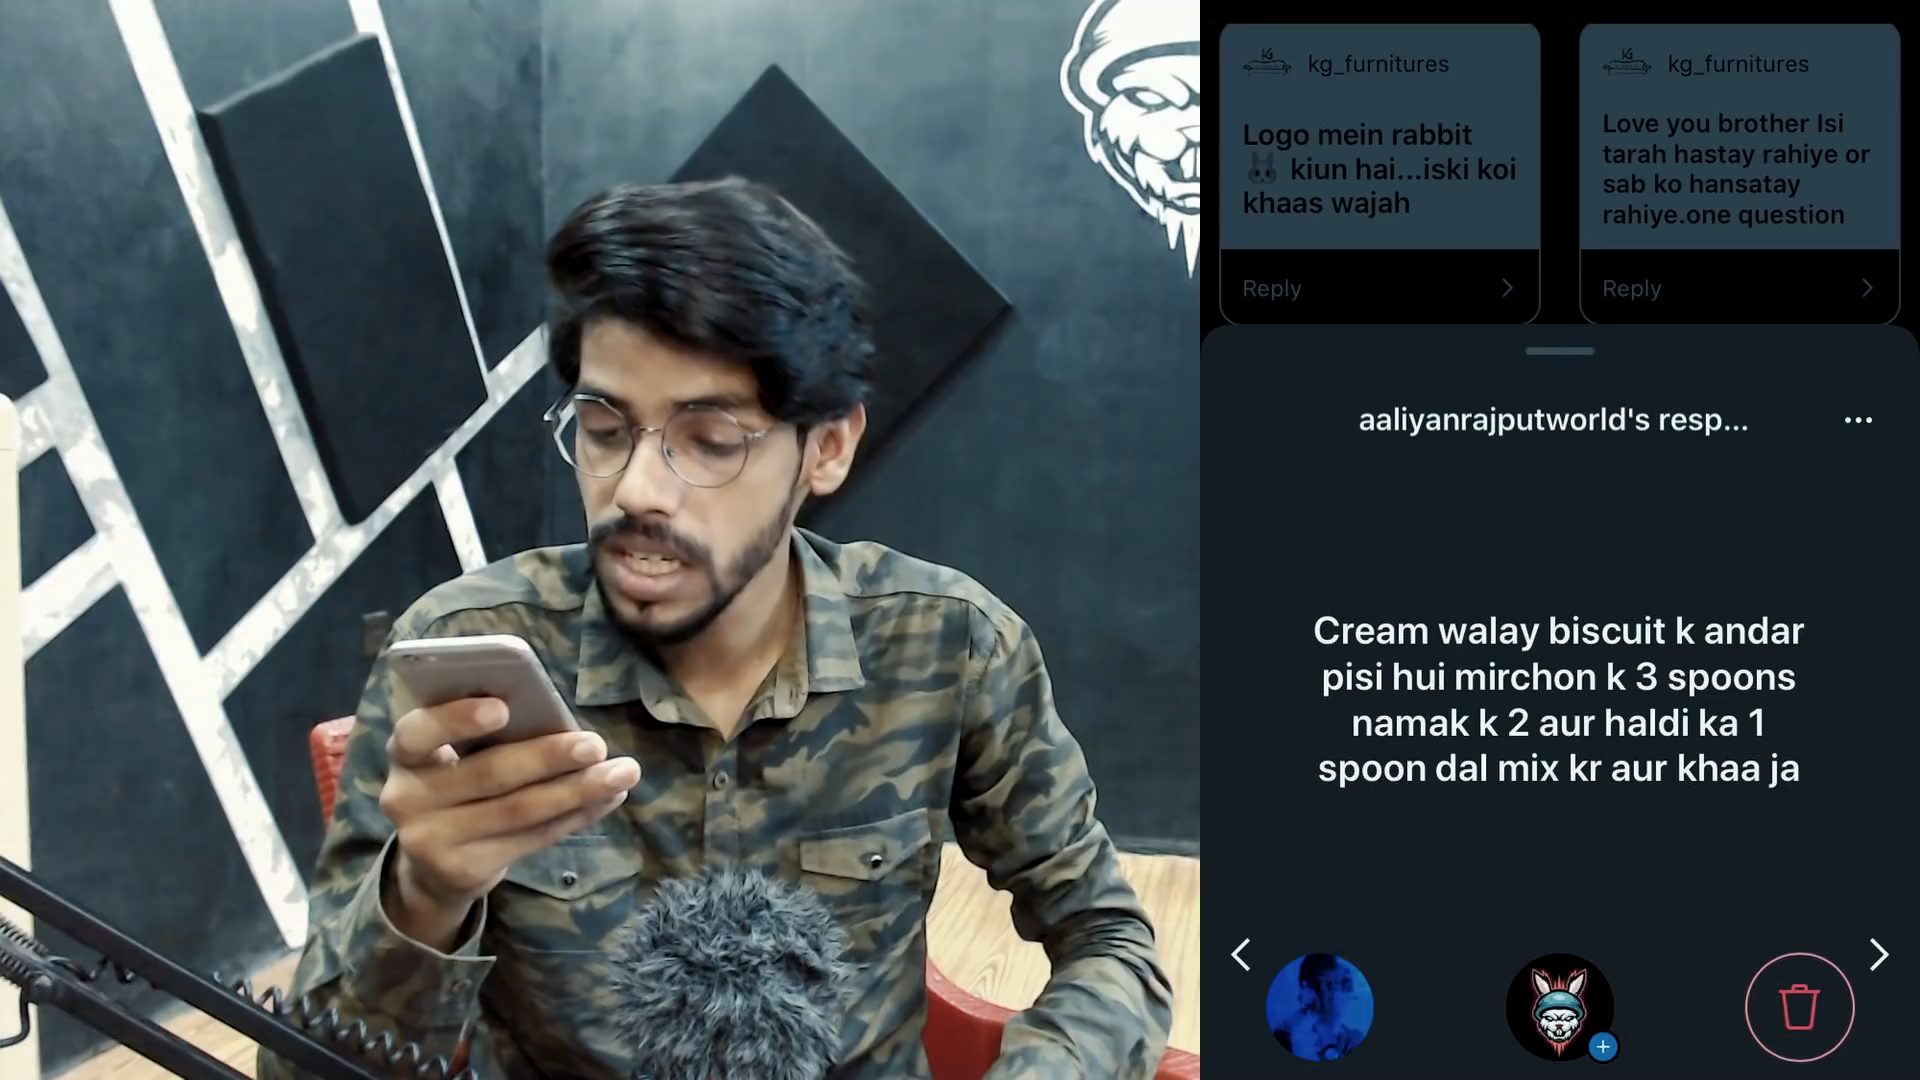 kg_furnitures
Logo mein rabbit
🐰 kiun hai...iski koi
khaas wajah
Reply
kg_furnitures
Love you brother Isi
tarah hastay rahiye or
sab ko hansatay
rahiye.one question
Reply
aaliyanrajputworld's resp...
Cream walay biscuit k andar
pisi hui mirchon k 3 spoons
namak k 2 aur haldi ka 1
spoon dal mix kr aur khaa ja